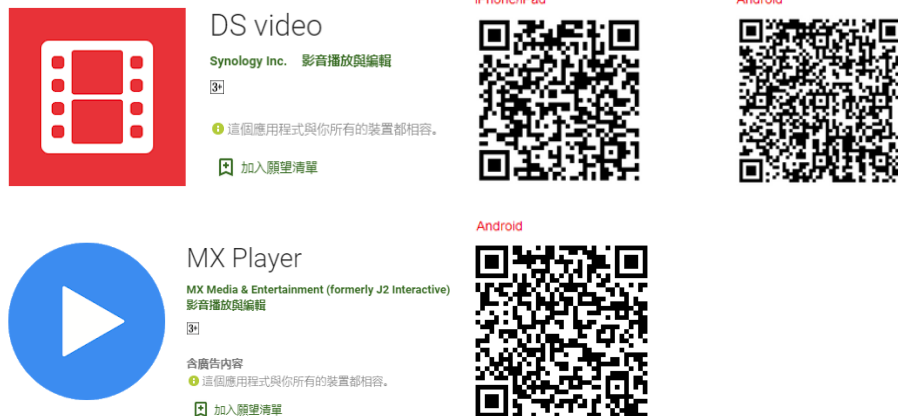 iPhone/iPad
Android
DS video
Synology Inc. 影音播放與編輯
3+
這個應用程式與你所有的裝置都相容。
加入願望清單
Android
MX Player
MX Media & Entertainment (formerly J2 Interactive)
影音播放與編輯
3+
含廣告内容
這個應用程式與你所有的裝置都相容。
加入願望清單